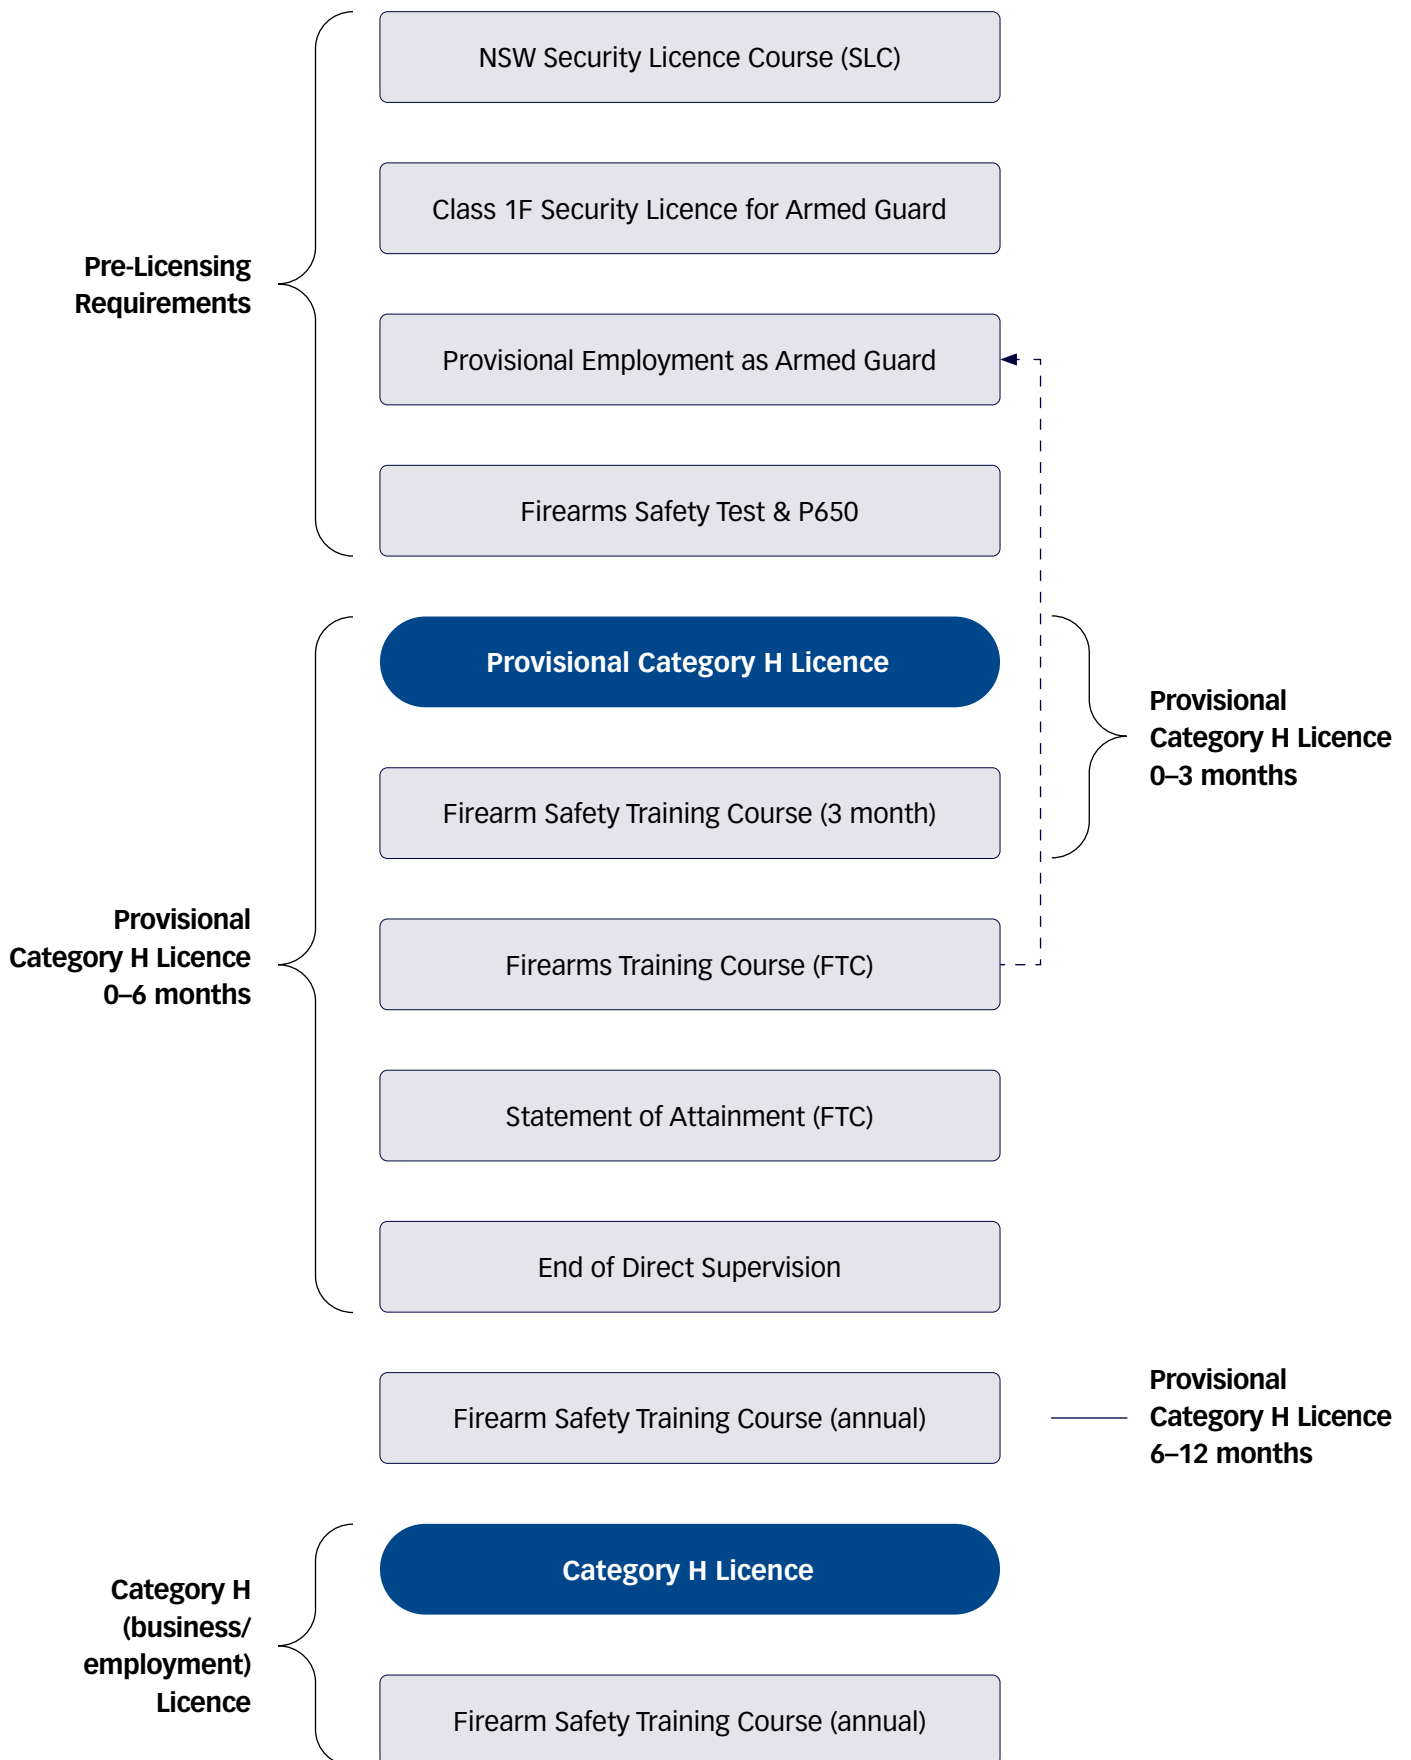 NSW Security Licence Course (SLC)
Class 1F Security Licence for Armed Guard
Pre-Licensing
Requirements
Provisional Employment as Armed Guard
Firearms Safety Test & P650
Provisional Category H Licence
Provisional
Category H Licence
0–3 months
Firearm Safety Training Course (3 month)
Provisional
Category H Licence
0–6 months
Firearms Training Course (FTC)
Statement of Attainment (FTC)
End of Direct Supervision
Firearm Safety Training Course (annual)
Provisional
Category H Licence
6–12 months
Category H Licence
Category H
(business/
employment)
Licence
Firearm Safety Training Course (annual)